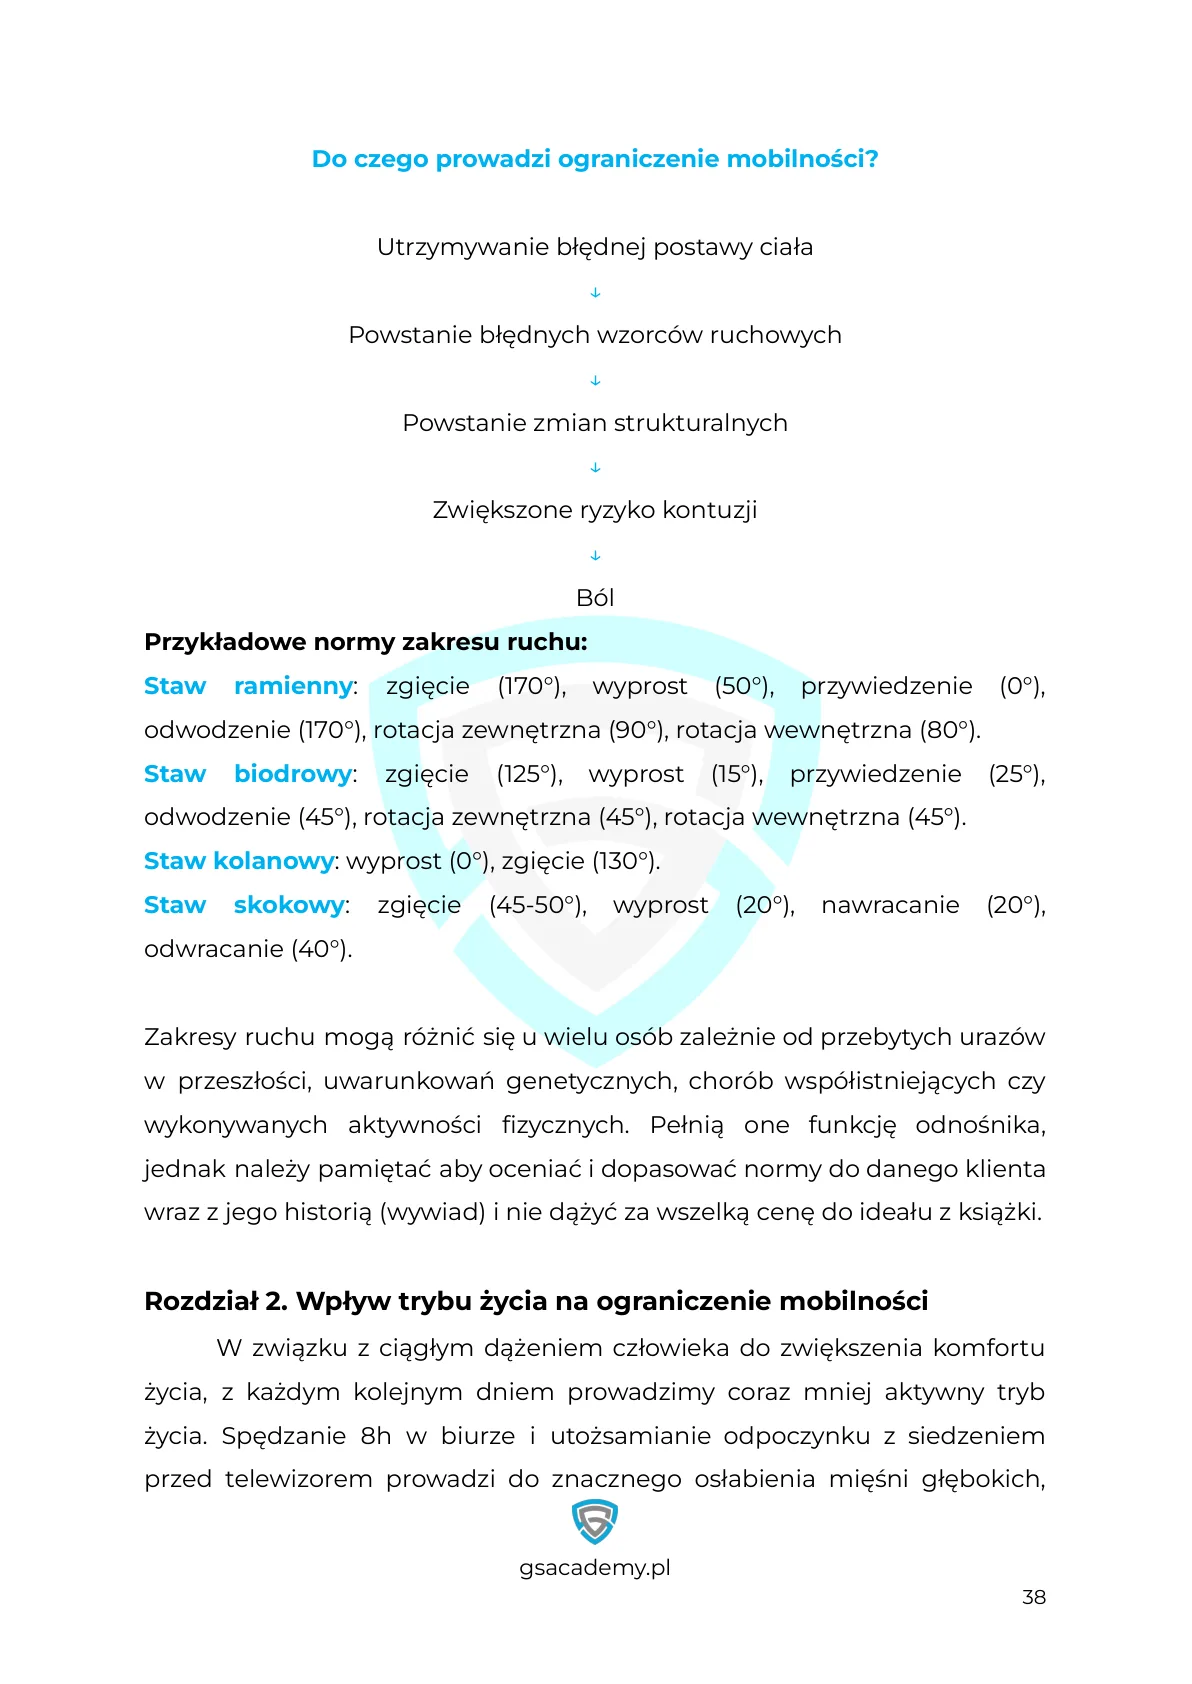 Do czego prowadzi ograniczenie mobilności?
Utrzymywanie błędnej postawy ciała
↓
Powstanie błędnych wzorców ruchowych
↓
Powstanie zmian strukturalnych
↓
Zwiększone ryzyko kontuzji
↓
Ból
Przykładowe normy zakresu ruchu:
Staw ramienny: zgięcie (170°), wyprost (50°), przywiedzenie (0°),
odwodzenie (170°), rotacja zewnętrzna (90°), rotacja wewnętrzna (80°).
Staw biodrowy: zgięcie (125°), wyprost (15°), przywiedzenie (25°),
odwodzenie (45°), rotacja zewnętrzna (45°), rotacja wewnętrzna (45°).
Staw kolanowy: wyprost (0°), zgięcie (130°).
Staw skokowy: zgięcie (45-50°), wyprost (20°), nawracanie (20°),
odwracanie (40°).
Zakresy ruchu mogą różnić się u wielu osób zależnie od przebytych urazów
w przeszłości, uwarunkowań genetycznych, chorób współistniejących czy
wykonywanych aktywności fizycznych. Pełnią one funkcję odnośnika,
jednak należy pamiętać aby oceniać i dopasować normy do danego klienta
wraz z jego historią (wywiad) i nie dążyć za wszelką cenę do ideału z książki.
Rozdział 2. Wpływ trybu życia na ograniczenie mobilności
W związku z ciągłym dążeniem człowieka do zwiększenia komfortu
życia, z każdym kolejnym dniem prowadzimy coraz mniej aktywny tryb
życia. Spędzanie 8h w biurze i utożsamianie odpoczynku z siedzeniem
przed telewizorem prowadzi do znacznego osłabienia mięśni głębokich,
gsacademy.pl
38